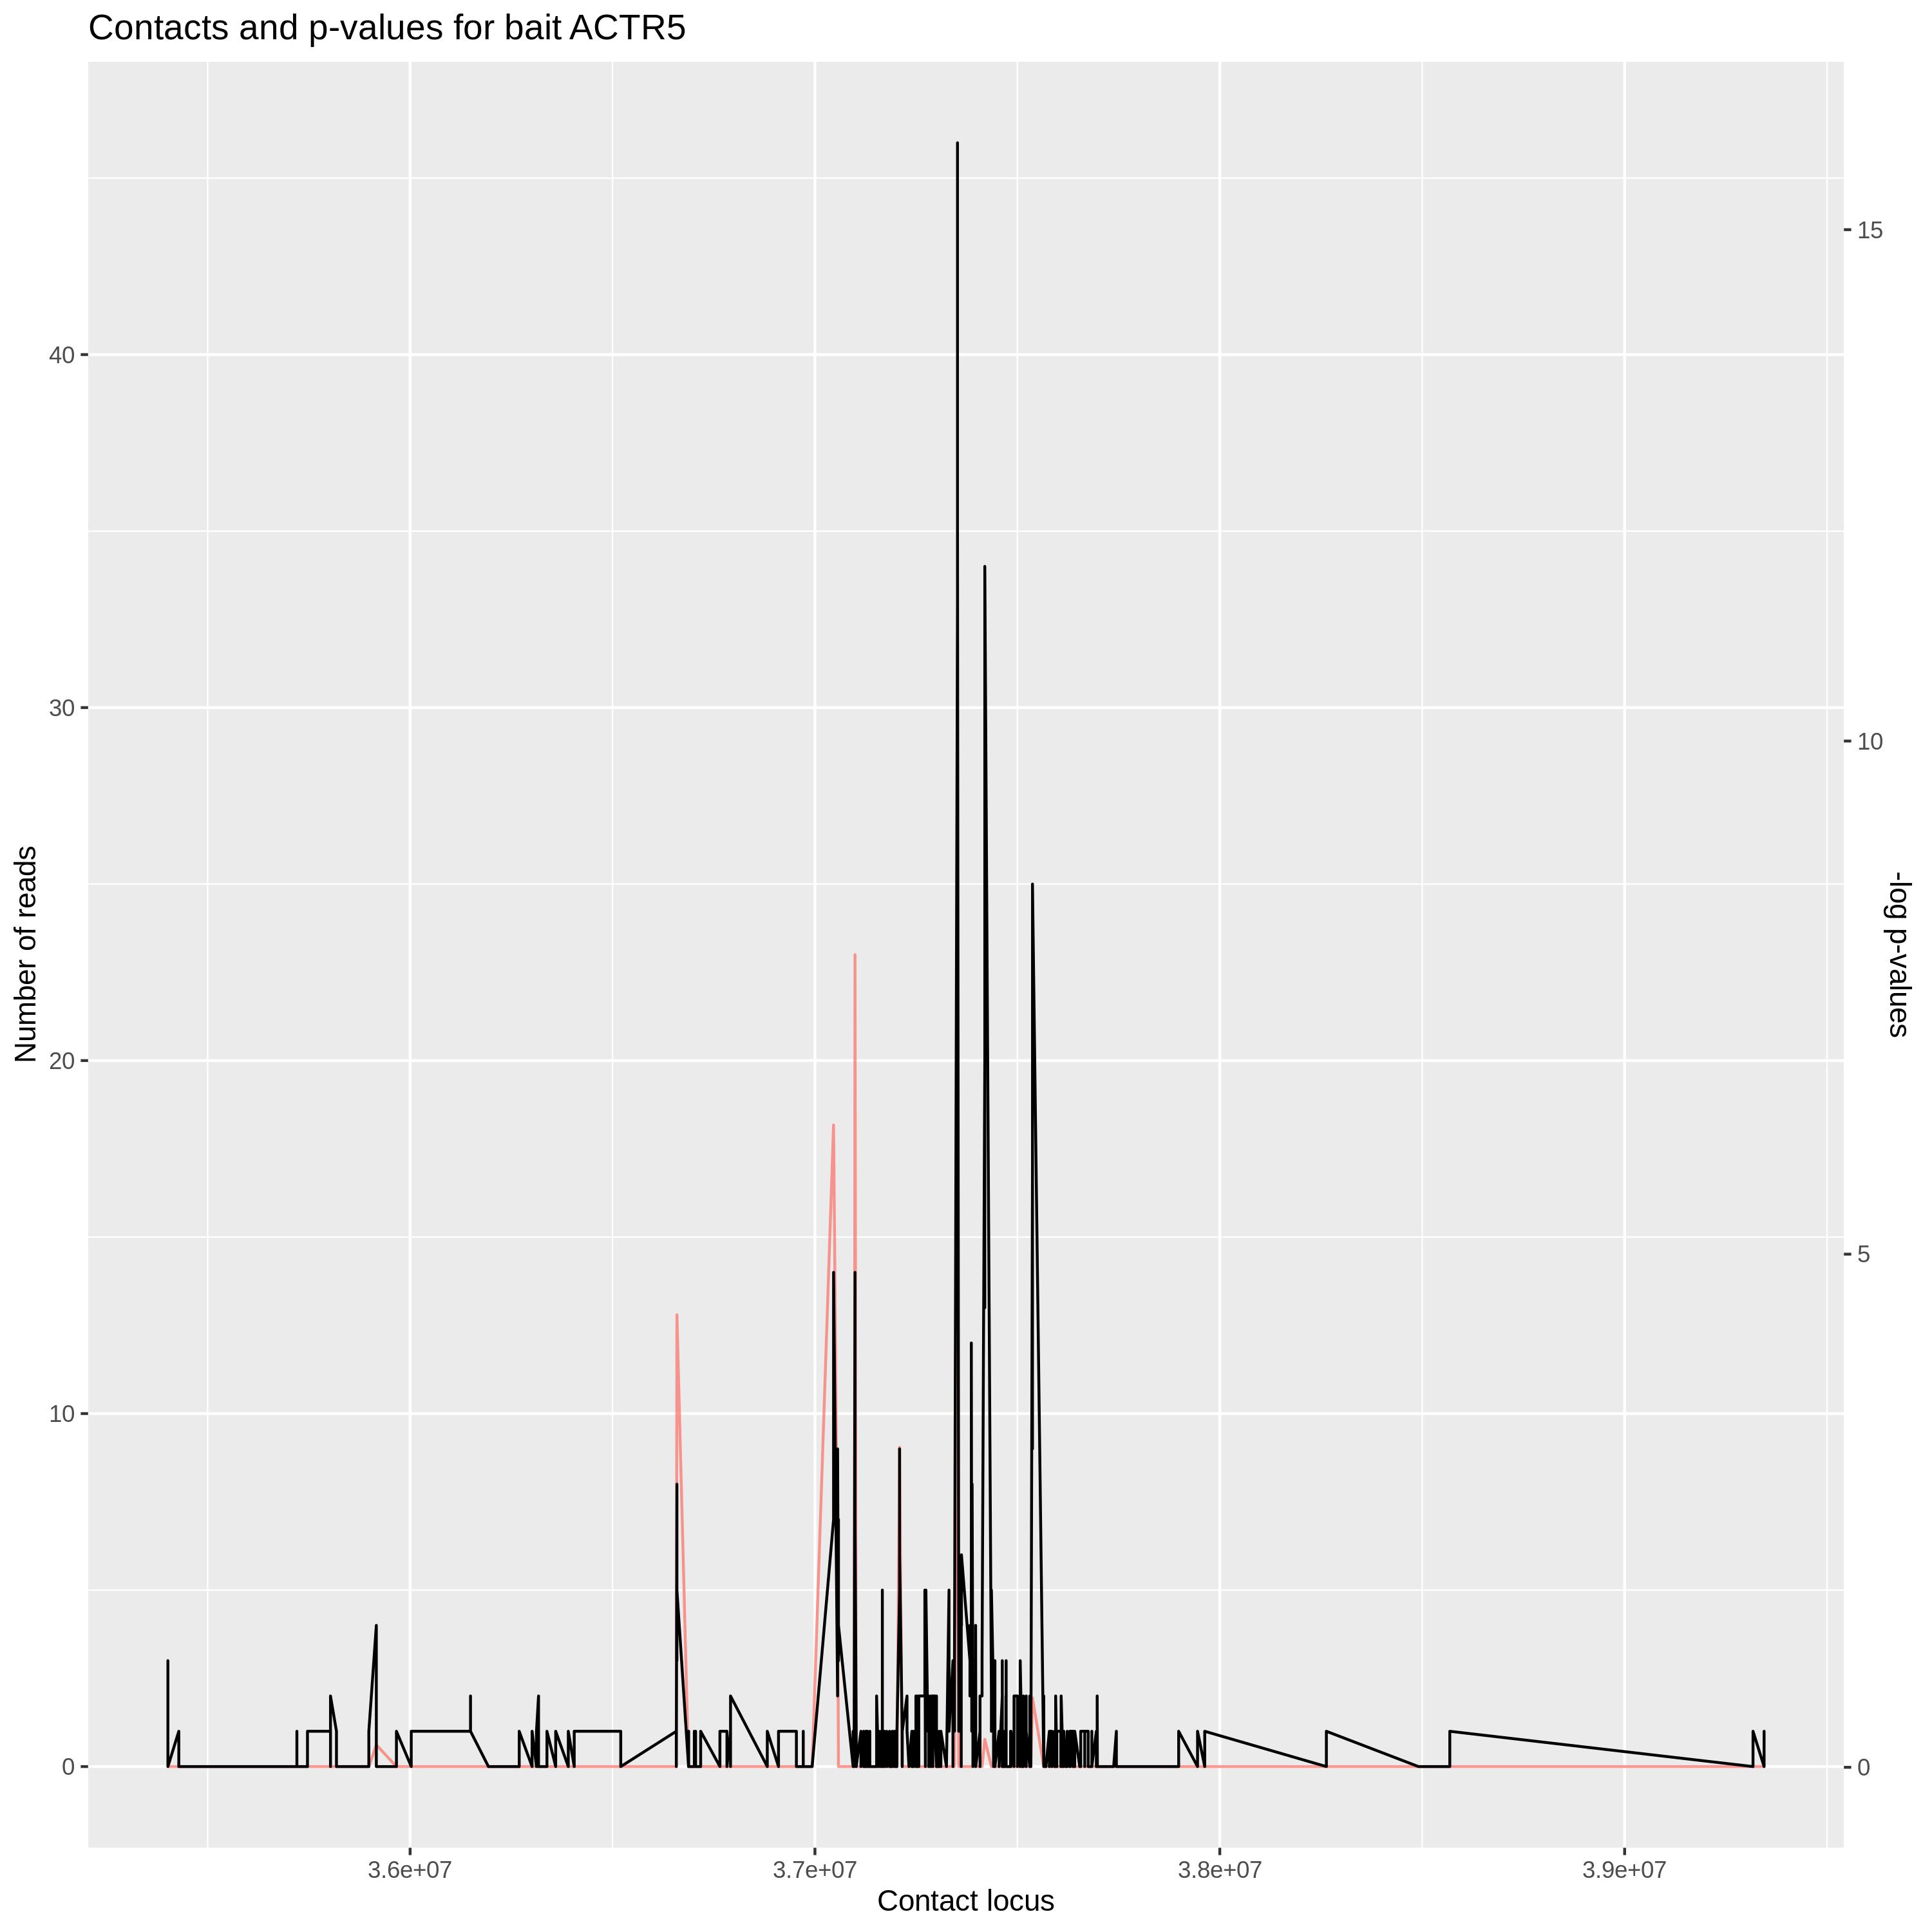 Contacts and p-values for bait ACTR5
Number of reads
40
30
20
10
0
15
10
5
0
-log p-values
3.6e+07
3.7e+07
3.8e+07
3.9e+07
Contact locus